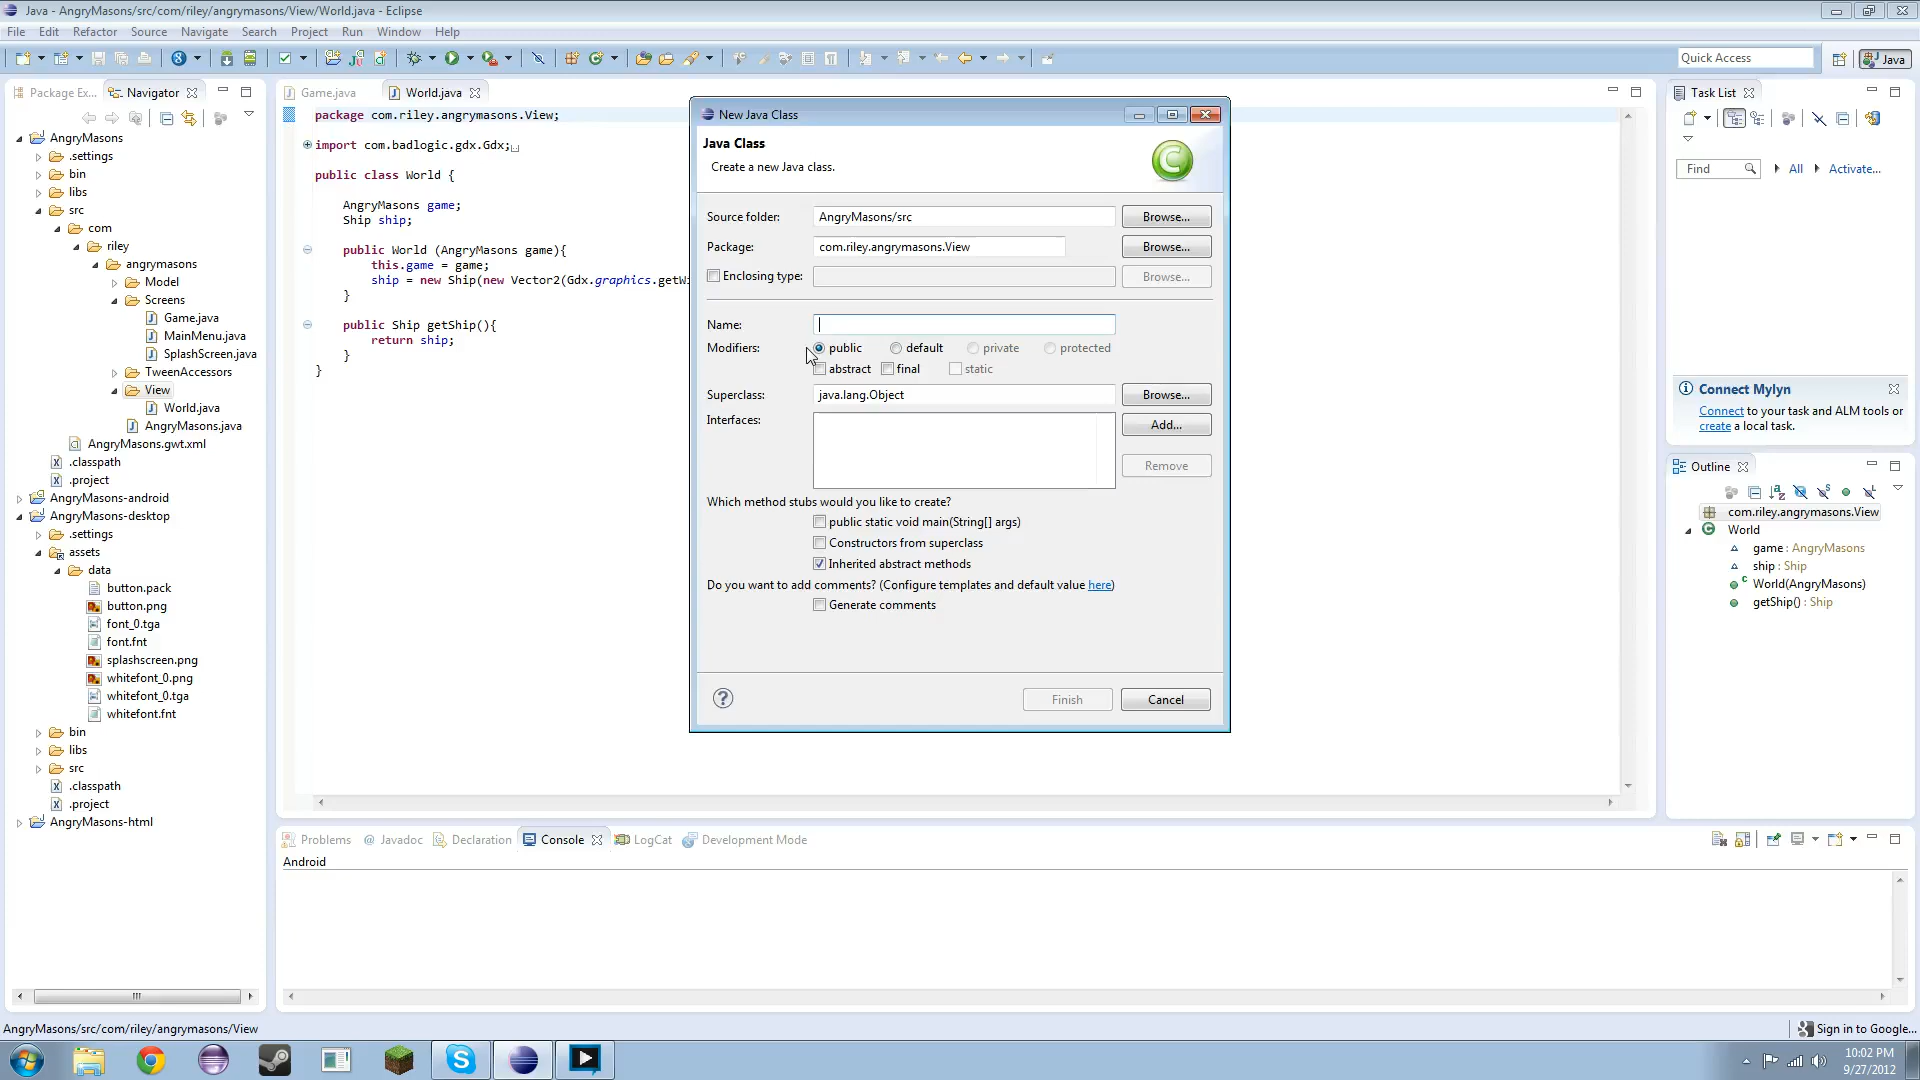 Java - AngryMasons/src/com/riley/angrymasons/View/World.java - Eclipse
File Edit Refactor Source Navigate Search Project Run Window Help
Quick Access
Java
Package Ex...
Navigator
AngryMasons
.settings
bin
libs
src
com
riley
angrymasons
Model
Screens
Game.java
MainMenu.java
SplashScreen.java
TweenAccessors
View
World.java
AngryMasons.java
AngryMasons.gwt.xml
.classpath
.project
AngryMasons-android
AngryMasons-desktop
.settings
assets
data
button.pack
button.png
font_0.tga
font.fnt
splashscreen.png
whitefont_0.png
whitefont_0.tga
whitefont.fnt
bin
libs
src
.classpath
.project
AngryMasons-html
Game.java
World.java
package com.riley.angrymasons.View;
import com.badlogic.gdx.Gdx;
public class World {
AngryMasons game;
Ship ship;
public World (AngryMasons game){
this.game = game;
ship = new Ship(new Vector2(Gdx.graphics.getWi
}
public Ship getShip(){
return ship;
}
}
New Java Class
Java Class
Create a new Java class.
Source folder: AngryMasons/src Browse...
Package: com.riley.angrymasons.View Browse...
Enclosing type: Browse...
Name:
Modifiers: public default private protected
abstract final static
Superclass: java.lang.Object Browse...
Interfaces: Add...
Remove
Which method stubs would you like to create?
public static void main(String[] args)
Constructors from superclass
Inherited abstract methods
Do you want to add comments? (Configure templates and default value here)
Generate comments
Finish Cancel
Task List
Find All Activate...
Connect Mylyn
Connect to your task and ALM tools or
create a local task.
Outline
com.riley.angrymasons.View
World
game : AngryMasons
ship : Ship
World(AngryMasons)
getShip() : Ship
Problems Javadoc Declaration Console LogCat Development Mode
Android
AngryMasons/src/com/riley/angrymasons/View
Sign in to Google...
10:02 PM
9/27/2012